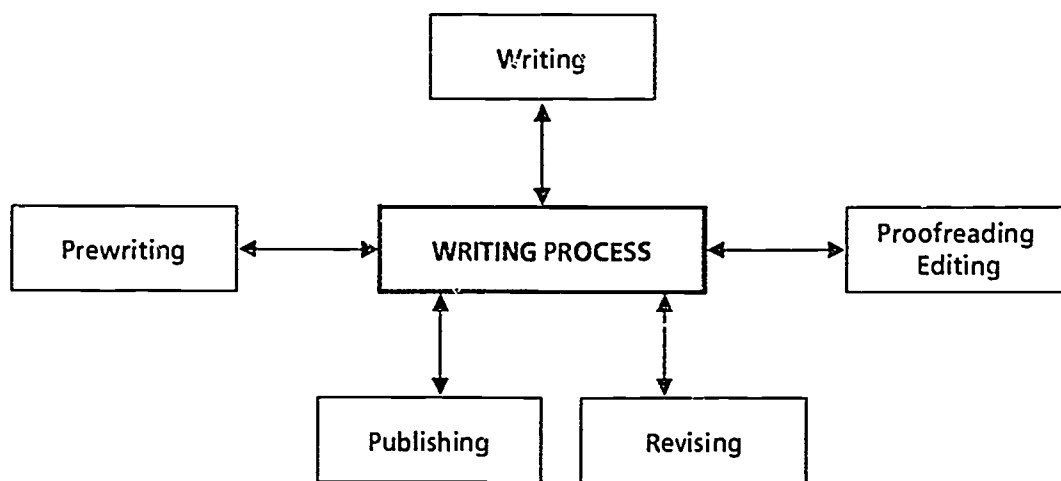 Writing
Prewriting
WRITING PROCESS
Proofreading
Editing
Publishing
Revising